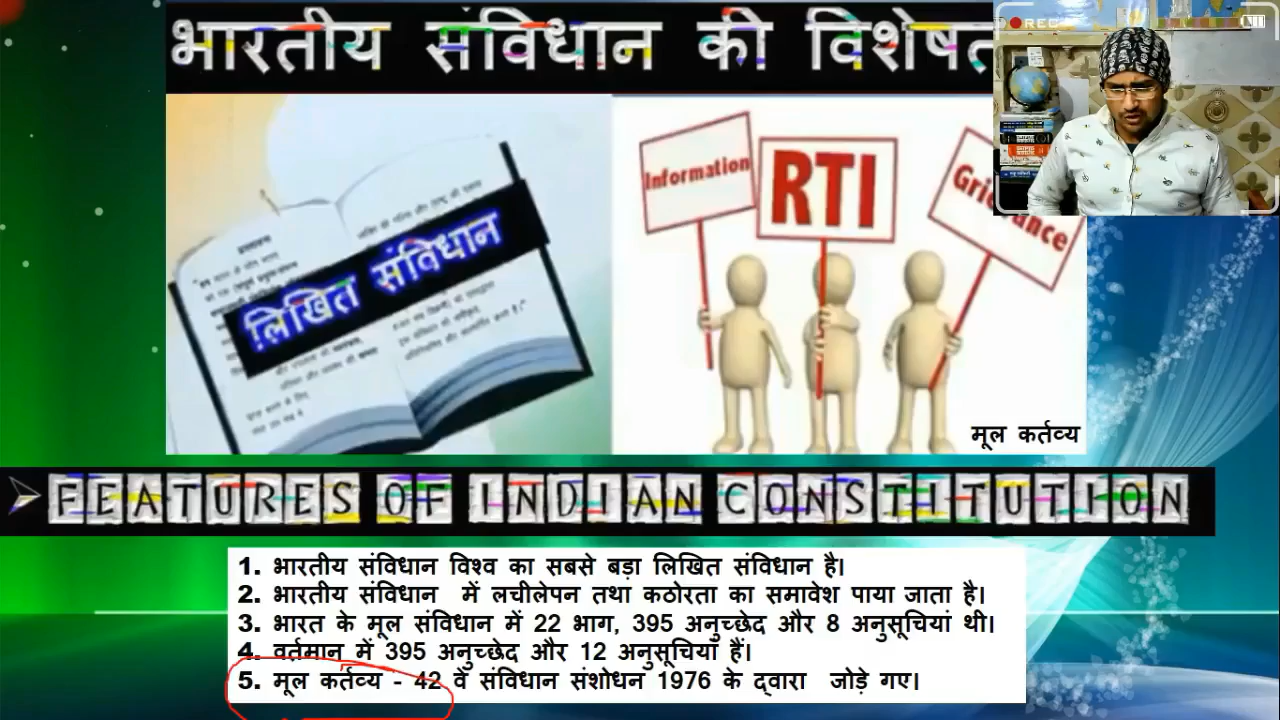 भारतीय संविधान की विशेषत
REC
Information
RTI
Grievance
लिखित संविधान
मूल कर्तव्य
FEATURES OF INDIAN CONSTITUTION
1. भारतीय संविधान विश्व का सबसे बड़ा लिखित संविधान है।
2. भारतीय संविधान में लचीलेपन तथा कठोरता का समावेश पाया जाता है।
3. भारत के मूल संविधान में 22 भाग, 395 अनुच्छेद और 8 अनुसूचियां थी।
4. वर्तमान में 395 अनुच्छेद और 12 अनुसूचियां हैं।
5. मूल कर्तव्य - 42 वें संविधान संशोधन 1976 के द्वारा जोड़े गए।